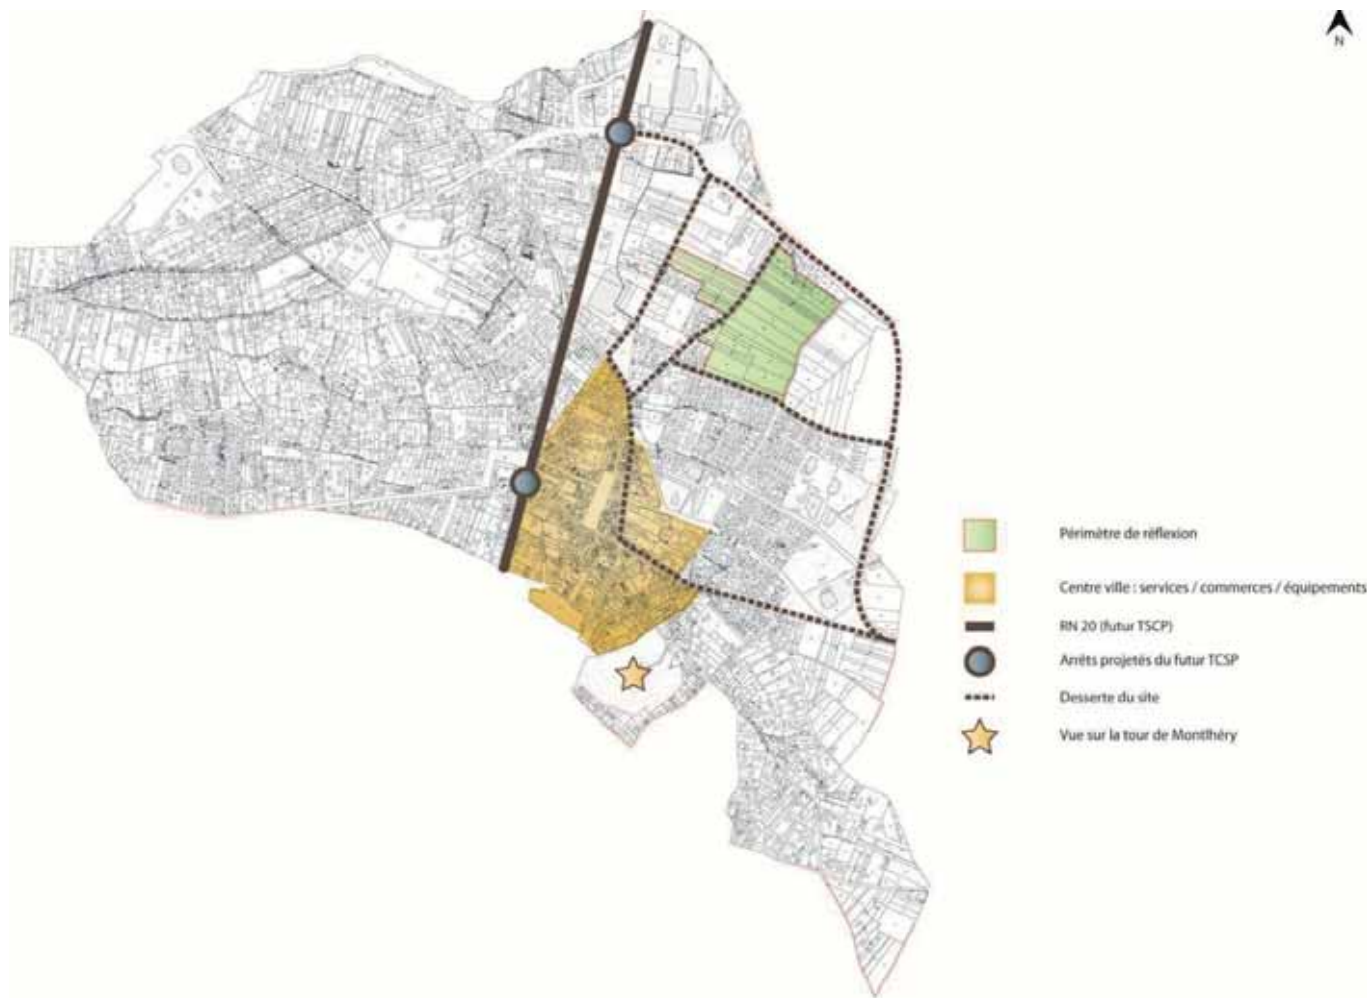 N
Périmètre de réflexion
Centre ville : services / commerces / équipements
RN 20 (futur TSCP)
Arrêts projetés du futur TCSP
Desserte du site
Vue sur la tour de Montlhéry